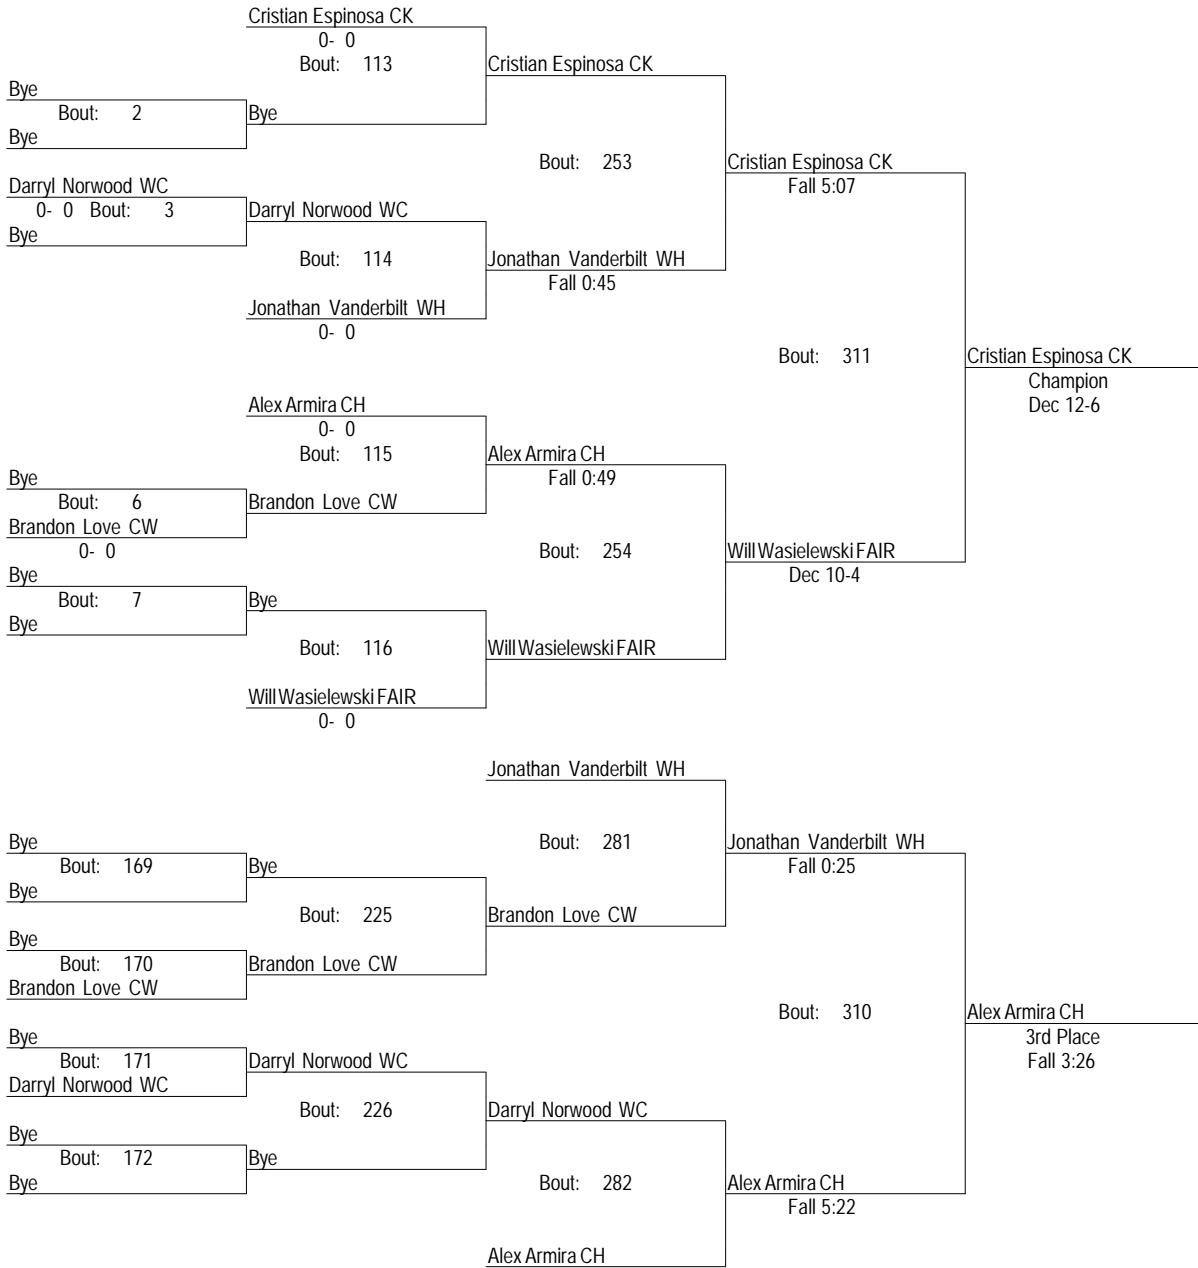 Cristian Espinosa CK
0- 0
Bout: 113
Cristian Espinosa CK
Bye
Bout: 2
Bye
Bye
Bout: 253
Cristian Espinosa CK
Fall 5:07
Darryl Norwood WC
0- 0 Bout: 3
Darryl Norwood WC
Bye
Bout: 114
Jonathan Vanderbilt WH
Fall 0:45
Jonathan Vanderbilt WH
0- 0
Bout: 311
Cristian Espinosa CK
Champion
Dec 12-6
Alex Armira CH
0- 0
Bout: 115
Alex Armira CH
Fall 0:49
Bye
Bout: 6
Brandon Love CW
Brandon Love CW
0- 0
Bout: 254
Will Wasielewski FAIR
Dec 10-4
Bye
Bout: 7
Bye
Bye
Bout: 116
Will Wasielewski FAIR
Will Wasielewski FAIR
0- 0
Jonathan Vanderbilt WH
Bout: 281
Jonathan Vanderbilt WH
Fall 0:25
Bye
Bout: 169
Bye
Bye
Bout: 225
Brandon Love CW
Bye
Bout: 170
Brandon Love CW
Brandon Love CW
Bout: 310
Alex Armira CH
3rd Place
Fall 3:26
Bye
Bout: 171
Darryl Norwood WC
Darryl Norwood WC
Bout: 226
Darryl Norwood WC
Bye
Bout: 172
Bye
Bye
Bout: 282
Alex Armira CH
Fall 5:22
Alex Armira CH